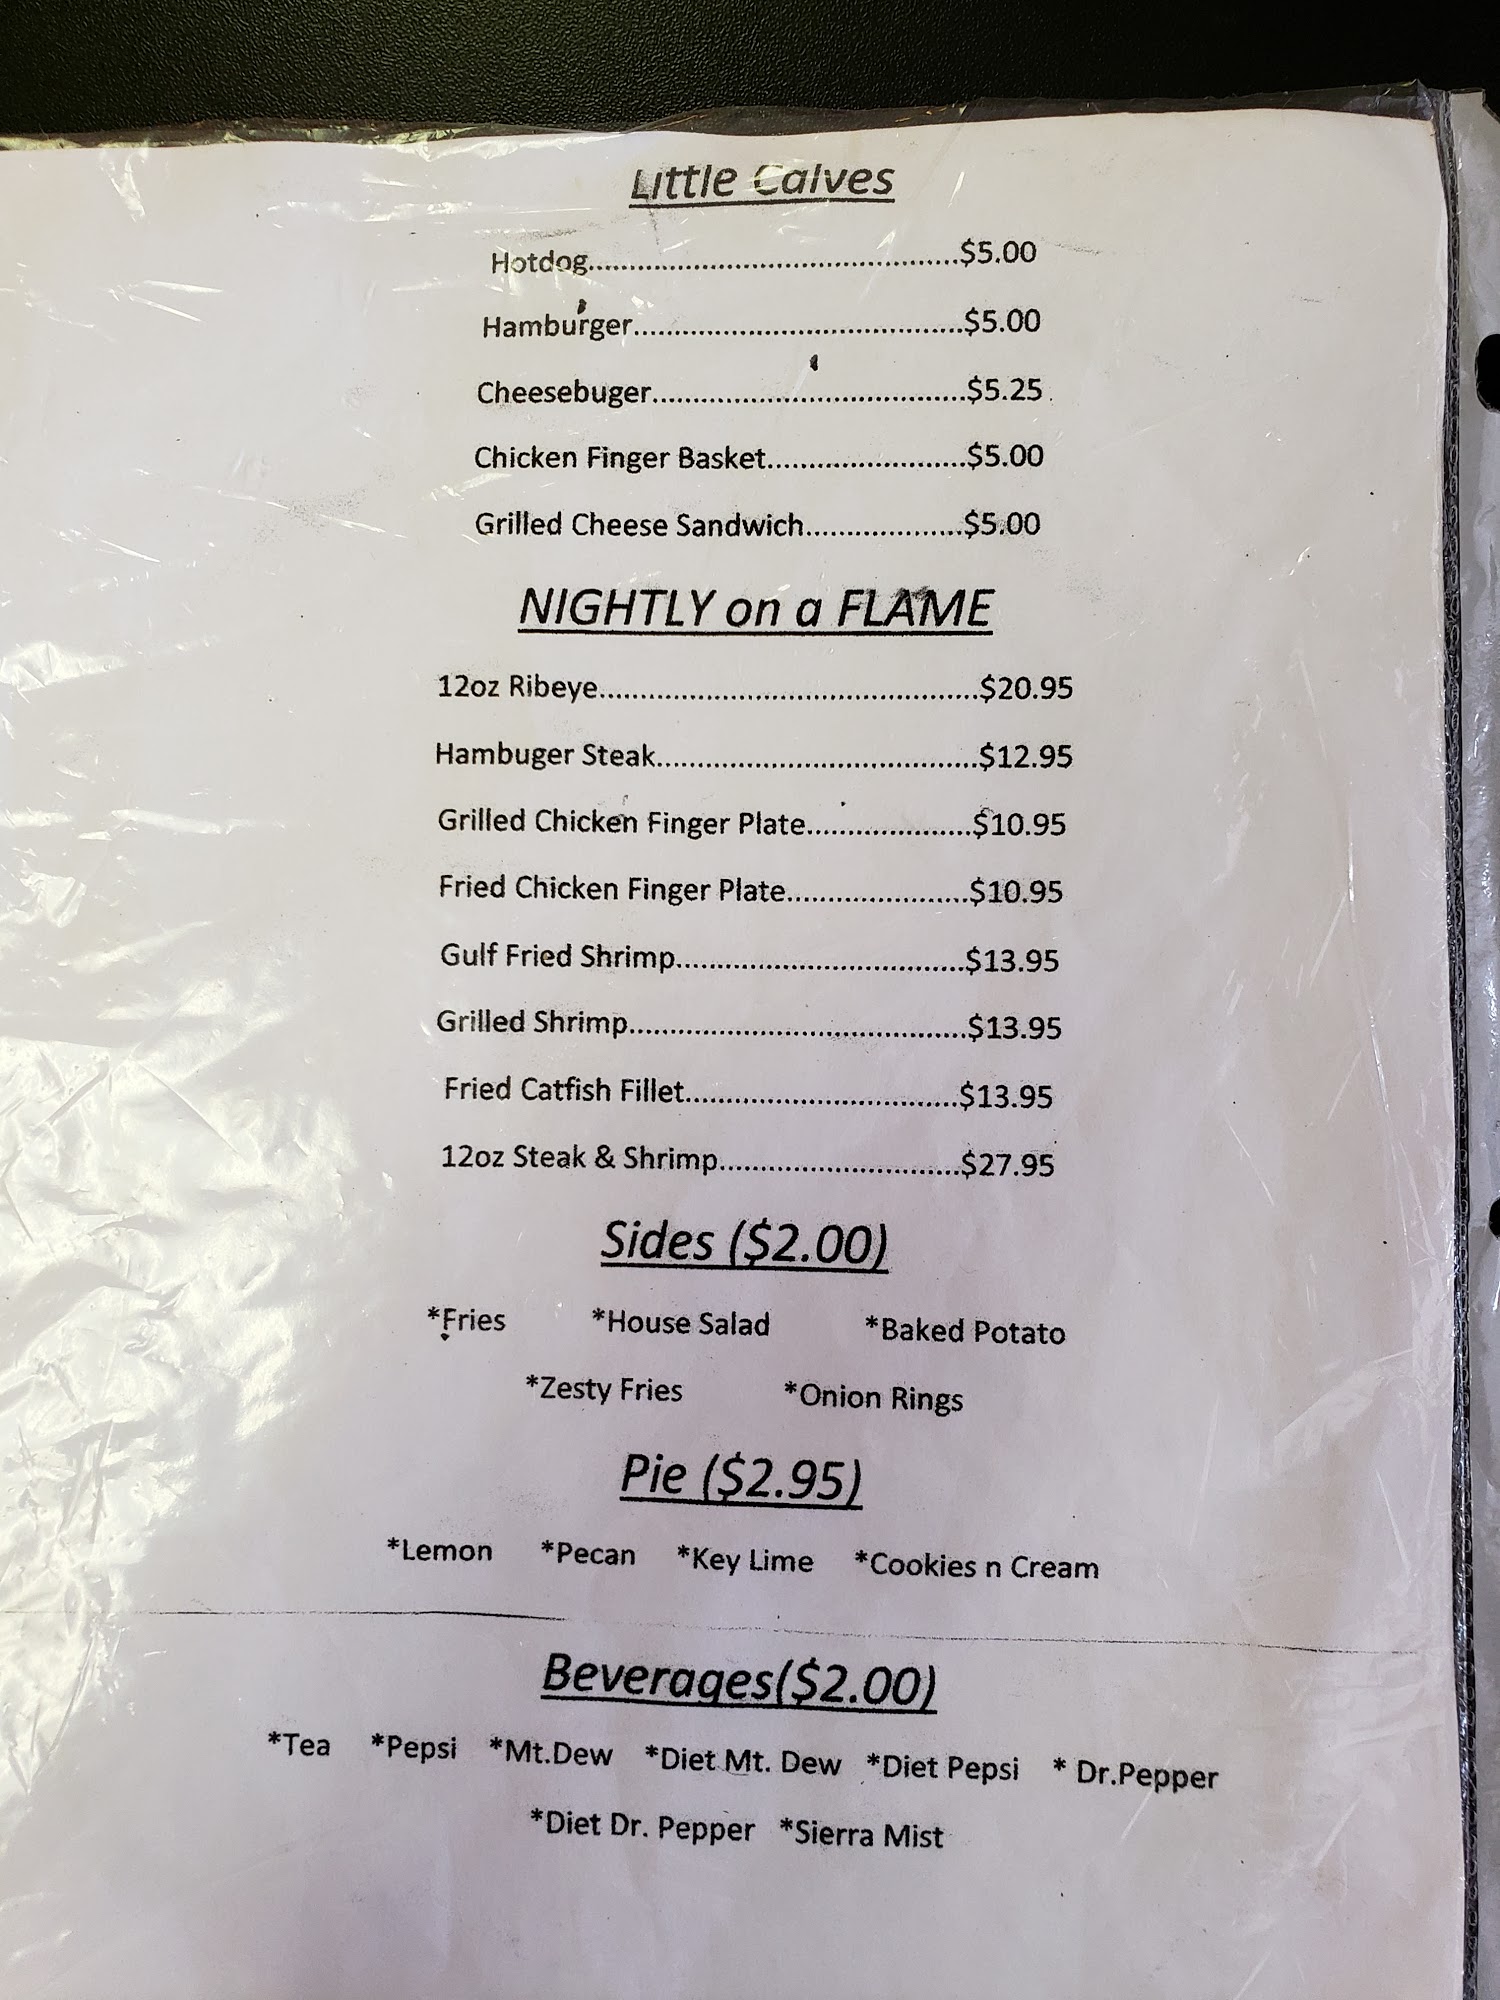 Little Calves
Hotdog............................................$5.00
Hamburger........................................$5.00
Cheesebuger......................................$5.25
Chicken Finger Basket........................$5.00
Grilled Cheese Sandwich...................$5.00
NIGHTLY on a FLAME
12oz Ribeye..............................................$20.95
Hambuger Steak.......................................$12.95
Grilled Chicken Finger Plate....................$10.95
Fried Chicken Finger Plate......................$10.95
Gulf Fried Shrimp...................................$13.95
Grilled Shrimp.........................................$13.95
Fried Catfish Fillet.................................$13.95
12oz Steak & Shrimp.............................$27.95
Sides ($2.00)
*Fries *House Salad *Baked Potato
*Zesty Fries *Onion Rings
Pie ($2.95)
*Lemon *Pecan *Key Lime *Cookies n Cream
Beverages($2.00)
*Tea *Pepsi *Mt.Dew *Diet Mt. Dew *Diet Pepsi * Dr.Pepper
*Diet Dr. Pepper *Sierra Mist